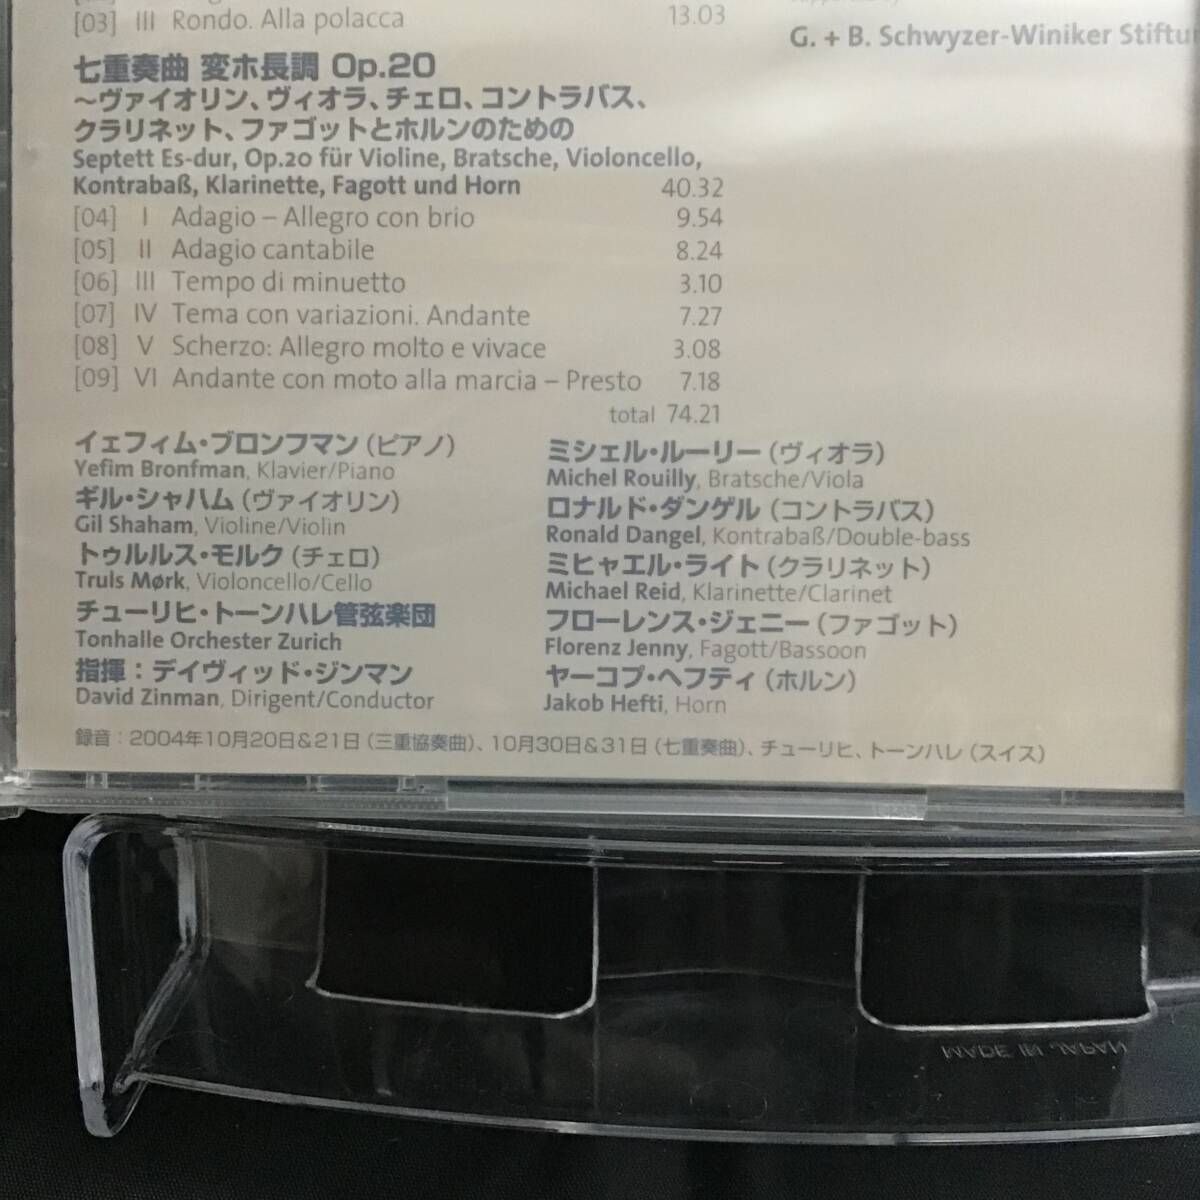 [03] III Rondo. Alla polacca 13.03
G. + B. Schwyzer-Winiker
七重奏曲 変ホ長調 Op.20
～ヴァイオリン、ヴィオラ、チェロ、コントラバス、
クラリネット、ファゴットとホルンのための
Septett Es-dur, Op.20 für Violine, Bratsche, Violoncello,
Kontrabaß, Klarinette, Fagott und Horn 40.32
[04] I Adagio – Allegro con brio 9.54
[05] II Adagio cantabile 8.24
[06] III Tempo di minuetto 3.10
[07] IV Tema con variazioni. Andante 7.27
[08] V Scherzo: Allegro molto e vivace 3.08
[09] VI Andante con moto alla marcia – Presto 7.18
total 74.21
イェフィム・ブロンフマン（ピアノ）
Yefim Bronfman, Klavier/Piano
ギル・シャハム（ヴァイオリン）
Gil Shaham, Violine/Violin
トゥルルス・モルク（チェロ）
Truls Mørk, Violoncello/Cello
チューリヒ・トーンハレ管弦楽団
Tonhalle Orchester Zurich
指揮：デイヴィッド・ジンマン
David Zinman, Dirigent/Conductor
ミシェル・ルーリー（ヴィオラ）
Michel Rouilly, Bratsche/Viola
ロナルド・ダンゲル（コントラバス）
Ronald Dangel, Kontrabaß/Double-bass
ミヒャエル・ライト（クラリネット）
Michael Reid, Klarinette/Clarinet
フローレンス・ジェニー（ファゴット）
Florenz Jenny, Fagott/Bassoon
ヤーコプ・ヘフティ（ホルン）
Jakob Hefti, Horn
録音：2004年10月20日&21日（三重協奏曲）、10月30日&31日（七重奏曲）、チューリヒ、トーンハレ（スイス）
MADE IN JAPAN